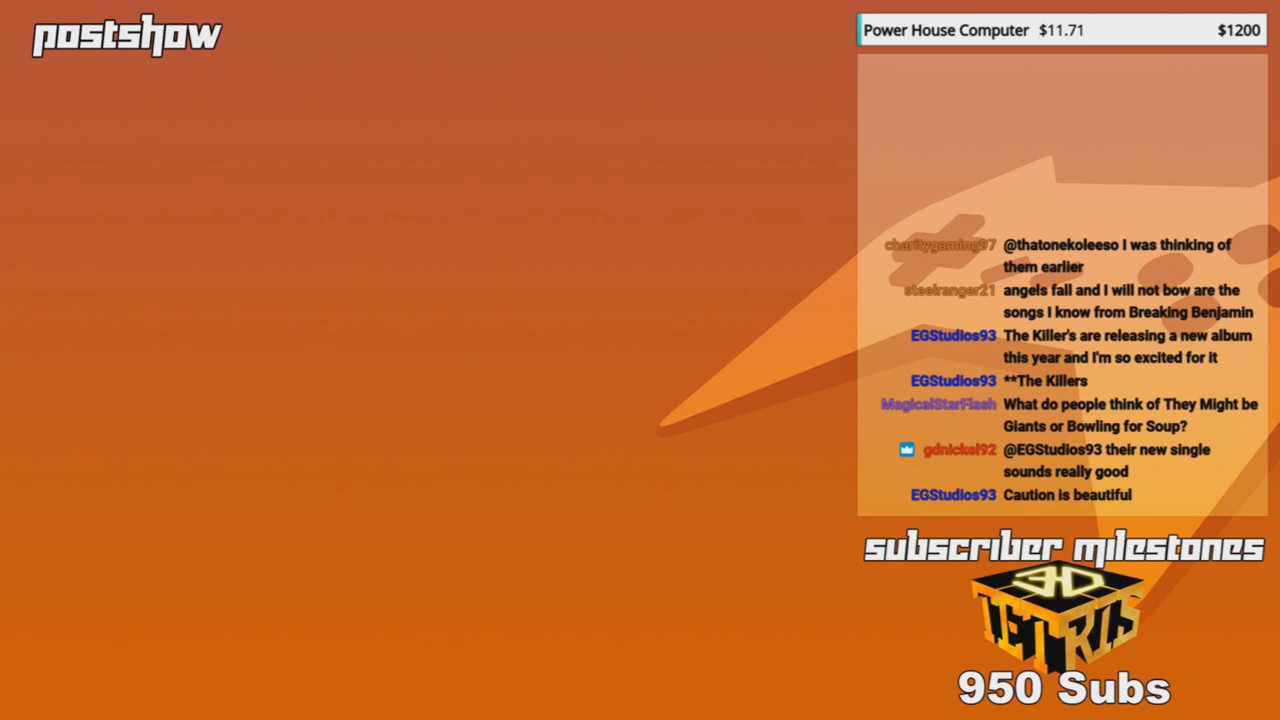 postshow
Power House Computer $11.71 $1200
charitygaming97 @thatonekoleeso I was thinking of
them earlier
steelranger21 angels fall and I will not bow are the
songs I know from Breaking Benjamin
EGStudios93 The Killer's are releasing a new album
this year and I'm so excited for it
EGStudios93 **The Killers
MagicalStarFlash What do people think of They Might be
Giants or Bowling for Soup?
gdnickel92 @EGStudios93 their new single
sounds really good
EGStudios93 Caution is beautiful
subscriber milestones
3D
TETRIS
950 Subs